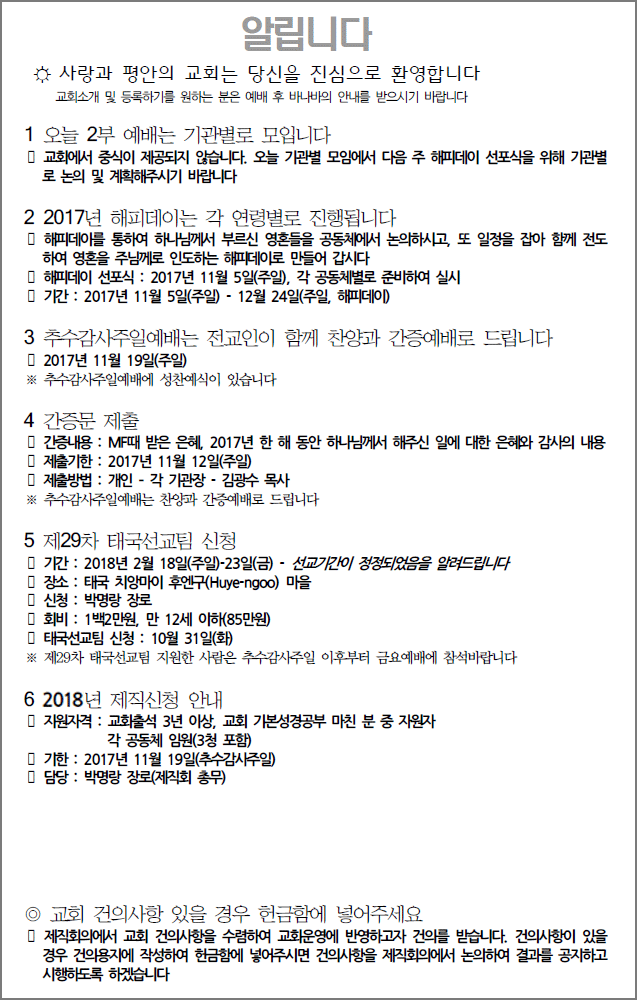 알립니다
☼ 사랑과 평안의 교회는 당신을 진심으로 환영합니다
교회소개 및 등록하기를 원하는 분은 예배 후 바나바의 안내를 받으시기 바랍니다
1 오늘 2부 예배는 기관별로 모입니다
▯ 교회에서 중식이 제공되지 않습니다. 오늘 기관별 모임에서 다음 주 해피데이 선포식을 위해 기관별
로 논의 및 계획해주시기 바랍니다
2 2017년 해피데이는 각 연령별로 진행됩니다
▯ 해피데이를 통하여 하나님께서 부르신 영혼들을 공동체에서 논의하시고, 또 일정을 잡아 함께 전도
하여 영혼을 주님께로 인도하는 해피데이로 만들어 갑시다
▯ 해피데이 선포식 : 2017년 11월 5일(주일), 각 공동체별로 준비하여 실시
▯ 기간 : 2017년 11월 5일(주일) - 12월 24일(주일, 해피데이)
3 추수감사주일예배는 전교인이 함께 찬양과 간증예배로 드립니다
▯ 2017년 11월 19일(주일)
※ 추수감사주일예배에 성찬예식이 있습니다
4 간증문 제출
▯ 간증내용 : MF때 받은 은혜, 2017년 한 해 동안 하나님께서 해주신 일에 대한 은혜와 감사의 내용
▯ 제출기한 : 2017년 11월 12일(주일)
▯ 제출방법 : 개인 - 각 기관장 - 김광수 목사
※ 추수감사주일예배는 찬양과 간증예배로 드립니다
5 제29차 태국선교팀 신청
▯ 기간 : 2018년 2월 18일(주일)-23일(금) - 선교기간이 정정되었음을 알려드립니다
▯ 장소 : 태국 치앙마이 후엔구(Huye-ngoo) 마을
▯ 신청 : 박명랑 장로
▯ 회비 : 1백2만원, 만 12세 이하(85만원)
▯ 태국선교팀 신청 : 10월 31일(화)
※ 제29차 태국선교팀 지원한 사람은 추수감사주일 이후부터 금요예배에 참석바랍니다
6 2018년 제직신청 안내
▯ 지원자격 : 교회출석 3년 이상, 교회 기본성경공부 마친 분 중 자원자
각 공동체 임원(3청 포함)
▯ 기한 : 2017년 11월 19일(추수감사주일)
▯ 담당 : 박명랑 장로(제직회 총무)
◎ 교회 건의사항 있을 경우 헌금함에 넣어주세요
▯ 제직회의에서 교회 건의사항을 수렴하여 교회운영에 반영하고자 건의를 받습니다. 건의사항이 있을
경우 건의용지에 작성하여 헌금함에 넣어주시면 건의사항을 제직회의에서 논의하여 결과를 공지하고
시행하도록 하겠습니다